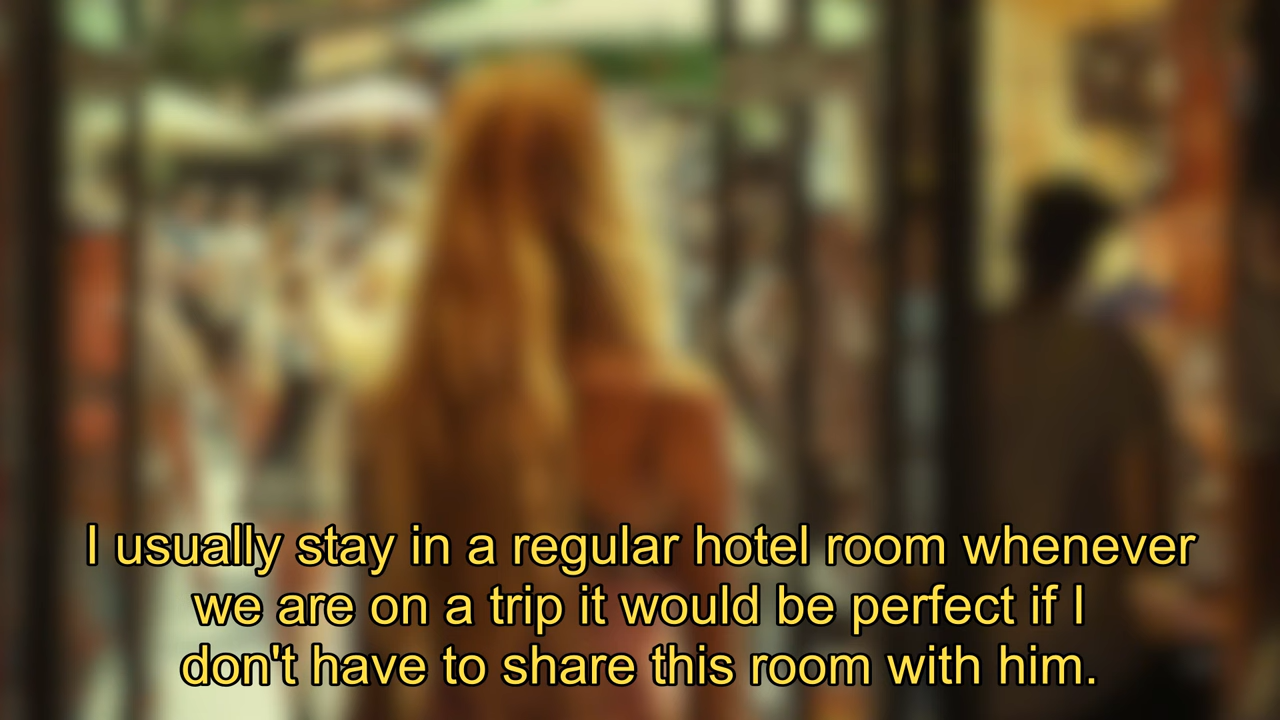 I usually stay in a regular hotel room whenever
we are on a trip it would be perfect if I
don't have to share this room with him.